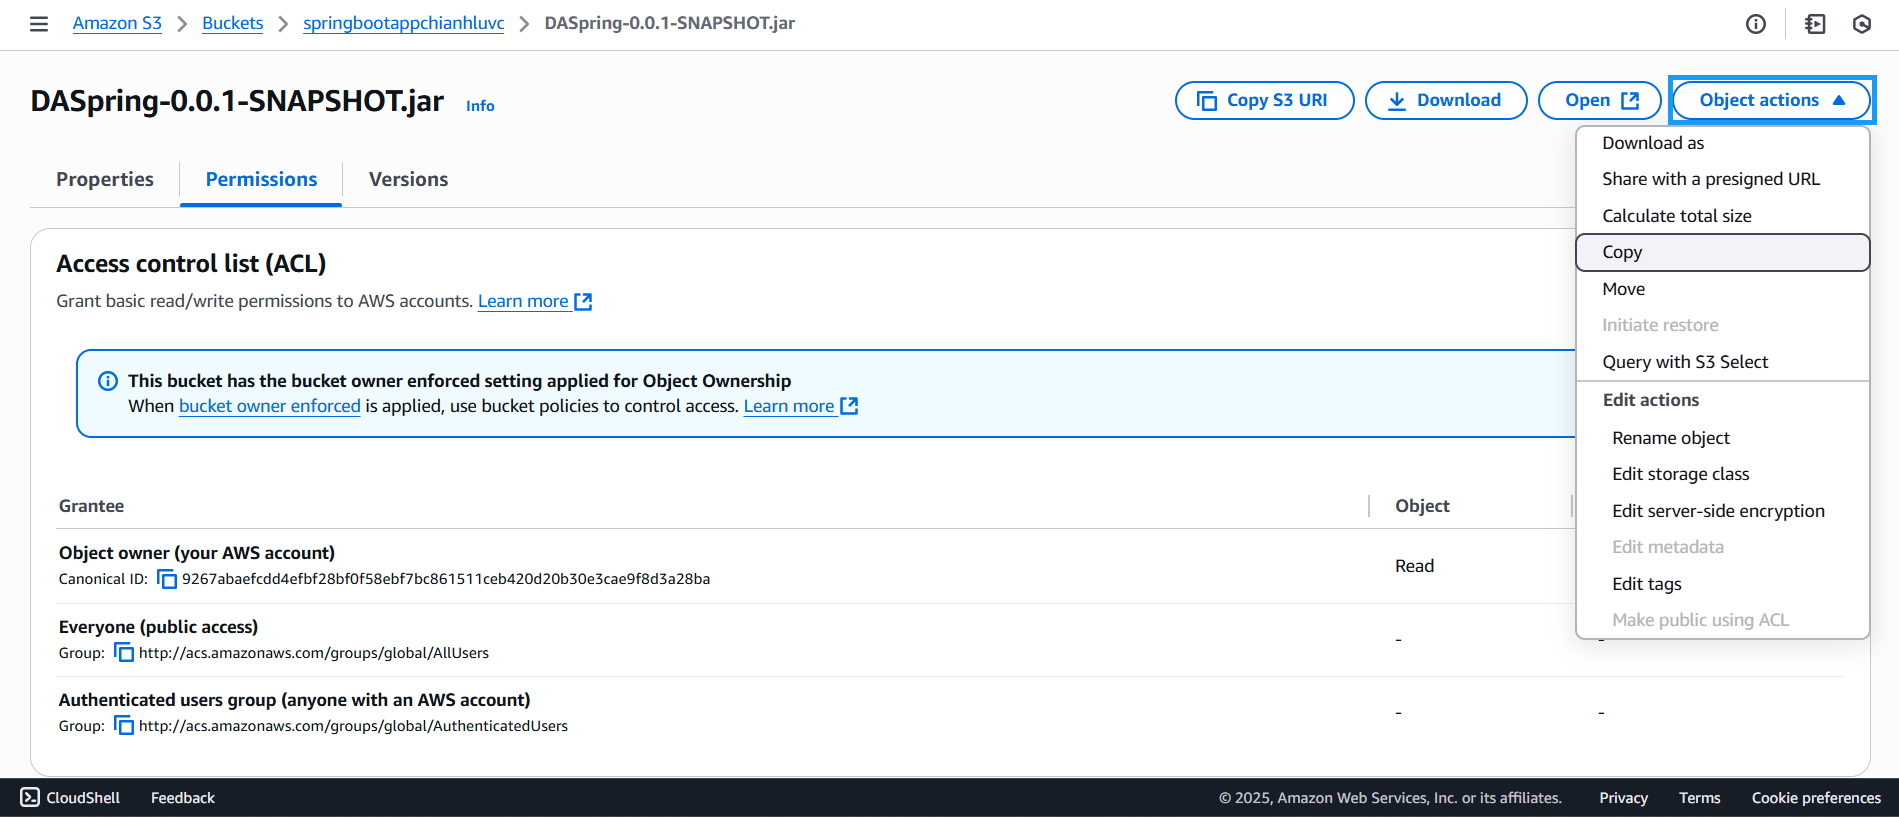 Amazon S3 > Buckets > springbootappchianhluvc > DASpring-0.0.1-SNAPSHOT.jar
DASpring-0.0.1-SNAPSHOT.jar Info
Copy S3 URI Download Open Object actions
Download as
Share with a presigned URL
Calculate total size
Copy
Move
Initiate restore
Query with S3 Select
Edit actions
Rename object
Edit storage class
Edit server-side encryption
Edit metadata
Edit tags
Make public using ACL
Properties Permissions Versions
Access control list (ACL)
Grant basic read/write permissions to AWS accounts. Learn more
This bucket has the bucket owner enforced setting applied for Object Ownership
When bucket owner enforced is applied, use bucket policies to control access. Learn more
Grantee Object
Object owner (your AWS account)
Canonical ID: 9267abaefcdd4efbf28bf0f58ebf7bc861511ceb420d20b30e3cae9f8d3a28ba
Read
Everyone (public access)
Group: http://acs.amazonaws.com/groups/global/AllUsers
- -
Authenticated users group (anyone with an AWS account)
Group: http://acs.amazonaws.com/groups/global/AuthenticatedUsers
- -
CloudShell Feedback © 2025, Amazon Web Services, Inc. or its affiliates. Privacy Terms Cookie preferences